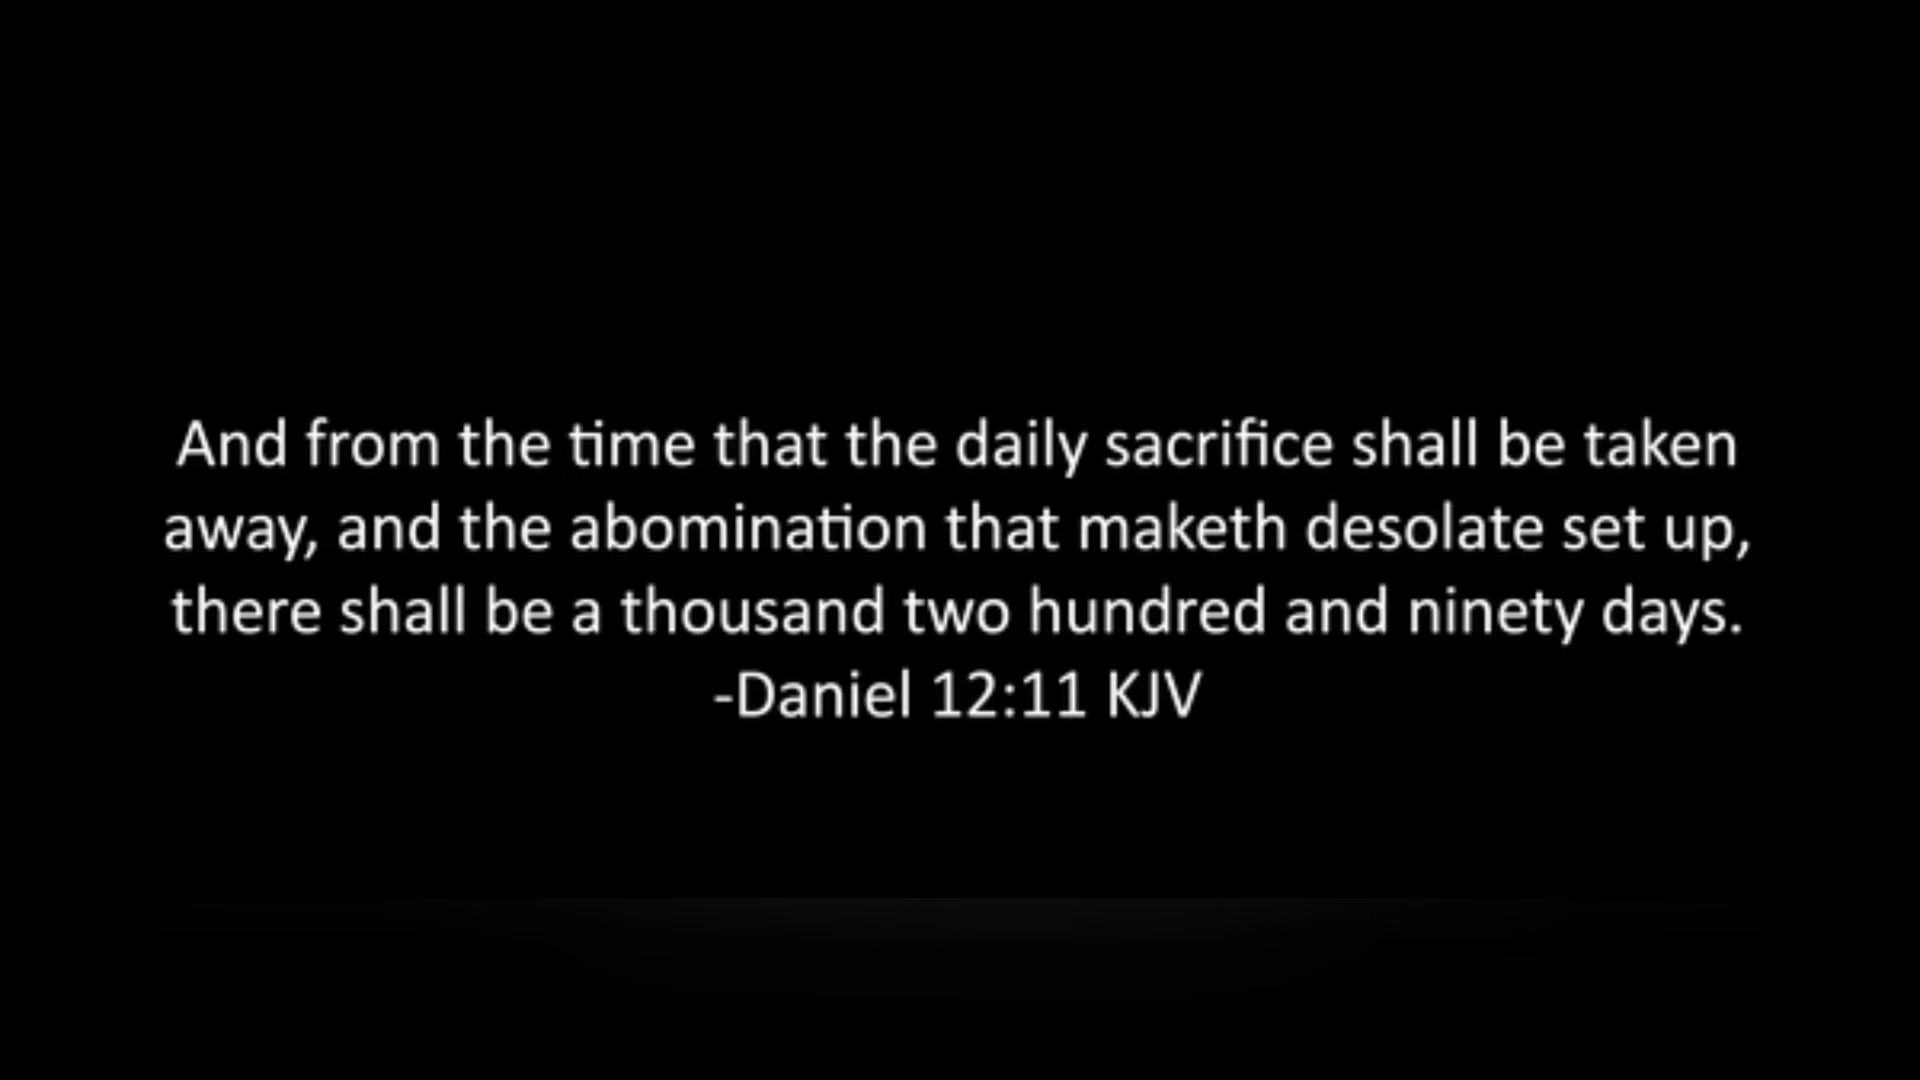 And from the time that the daily sacrifice shall be taken
away, and the abomination that maketh desolate set up,
there shall be a thousand two hundred and ninety days.
-Daniel 12:11 KJV